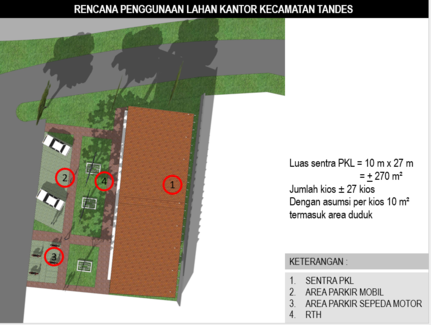 RENCANA PENGGUNAAN LAHAN KANTOR KECAMATAN TANDES
2
4
1
3
Luas sentra PKL = 10 m x 27 m
= ± 270 m²
Jumlah kios ± 27 kios
Dengan asumsi per kios 10 m²
termasuk area duduk
KETERANGAN :
1. SENTRA PKL
2. AREA PARKIR MOBIL
3. AREA PARKIR SEPEDA MOTOR
4. RTH